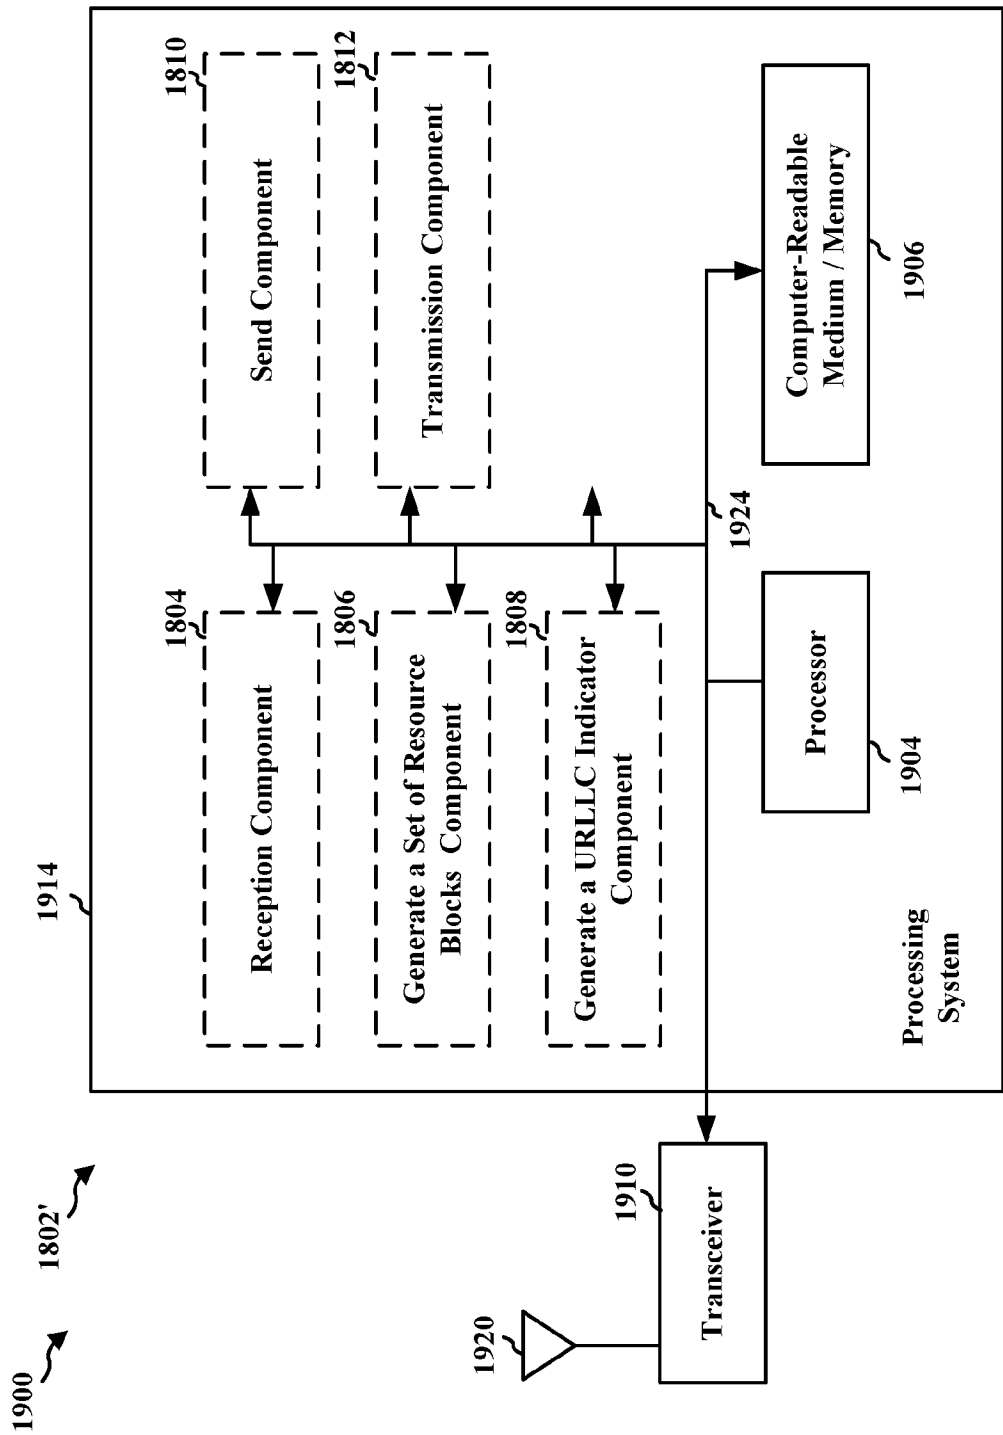 1900
1802'
1914
1804
Reception Component
1810
Send Component
1806
Generate a Set of Resource
Blocks Component
1812
Transmission Component
1808
Generate a URLLC Indicator
Component
1920
1910
Transceiver
1924
Processor
1904
Computer-Readable
Medium / Memory
1906
Processing
System